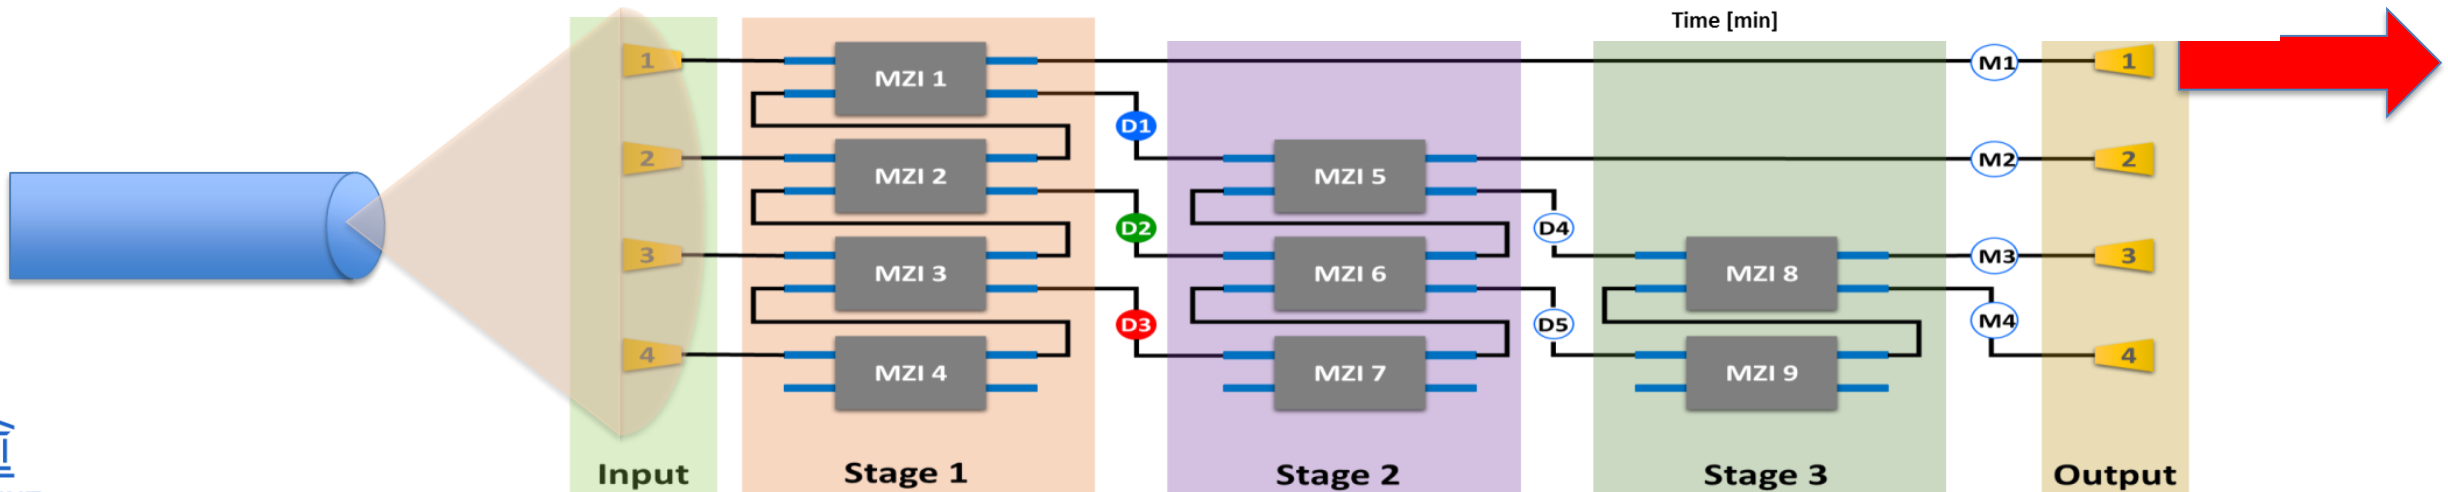 Time [min]
1
MZI 1
M1
1
D1
2
MZI 2
MZI 5
M2
2
D2
D4
3
MZI 3
MZI 6
MZI 8
M3
3
D3
D5
M4
4
MZI 4
MZI 7
MZI 9
4
Input
Stage 1
Stage 2
Stage 3
Output